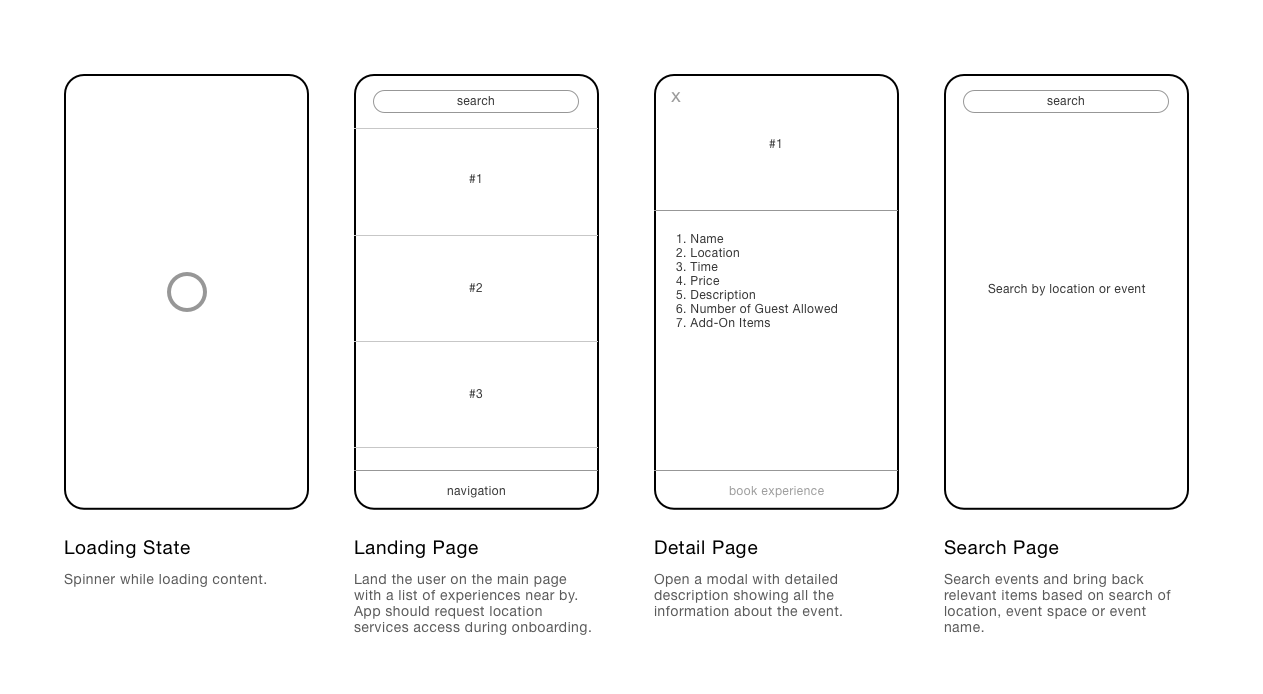 search
#1
#2
#3
navigation
X
#1
1. Name
2. Location
3. Time
4. Price
5. Description
6. Number of Guest Allowed
7. Add-On Items
book experience
search
Search by location or event
Loading State
Spinner while loading content.
Landing Page
Land the user on the main page
with a list of experiences near by.
App should request location
services access during onboarding.
Detail Page
Open a modal with detailed
description showing all the
information about the event.
Search Page
Search events and bring back
relevant items based on search of
location, event space or event
name.